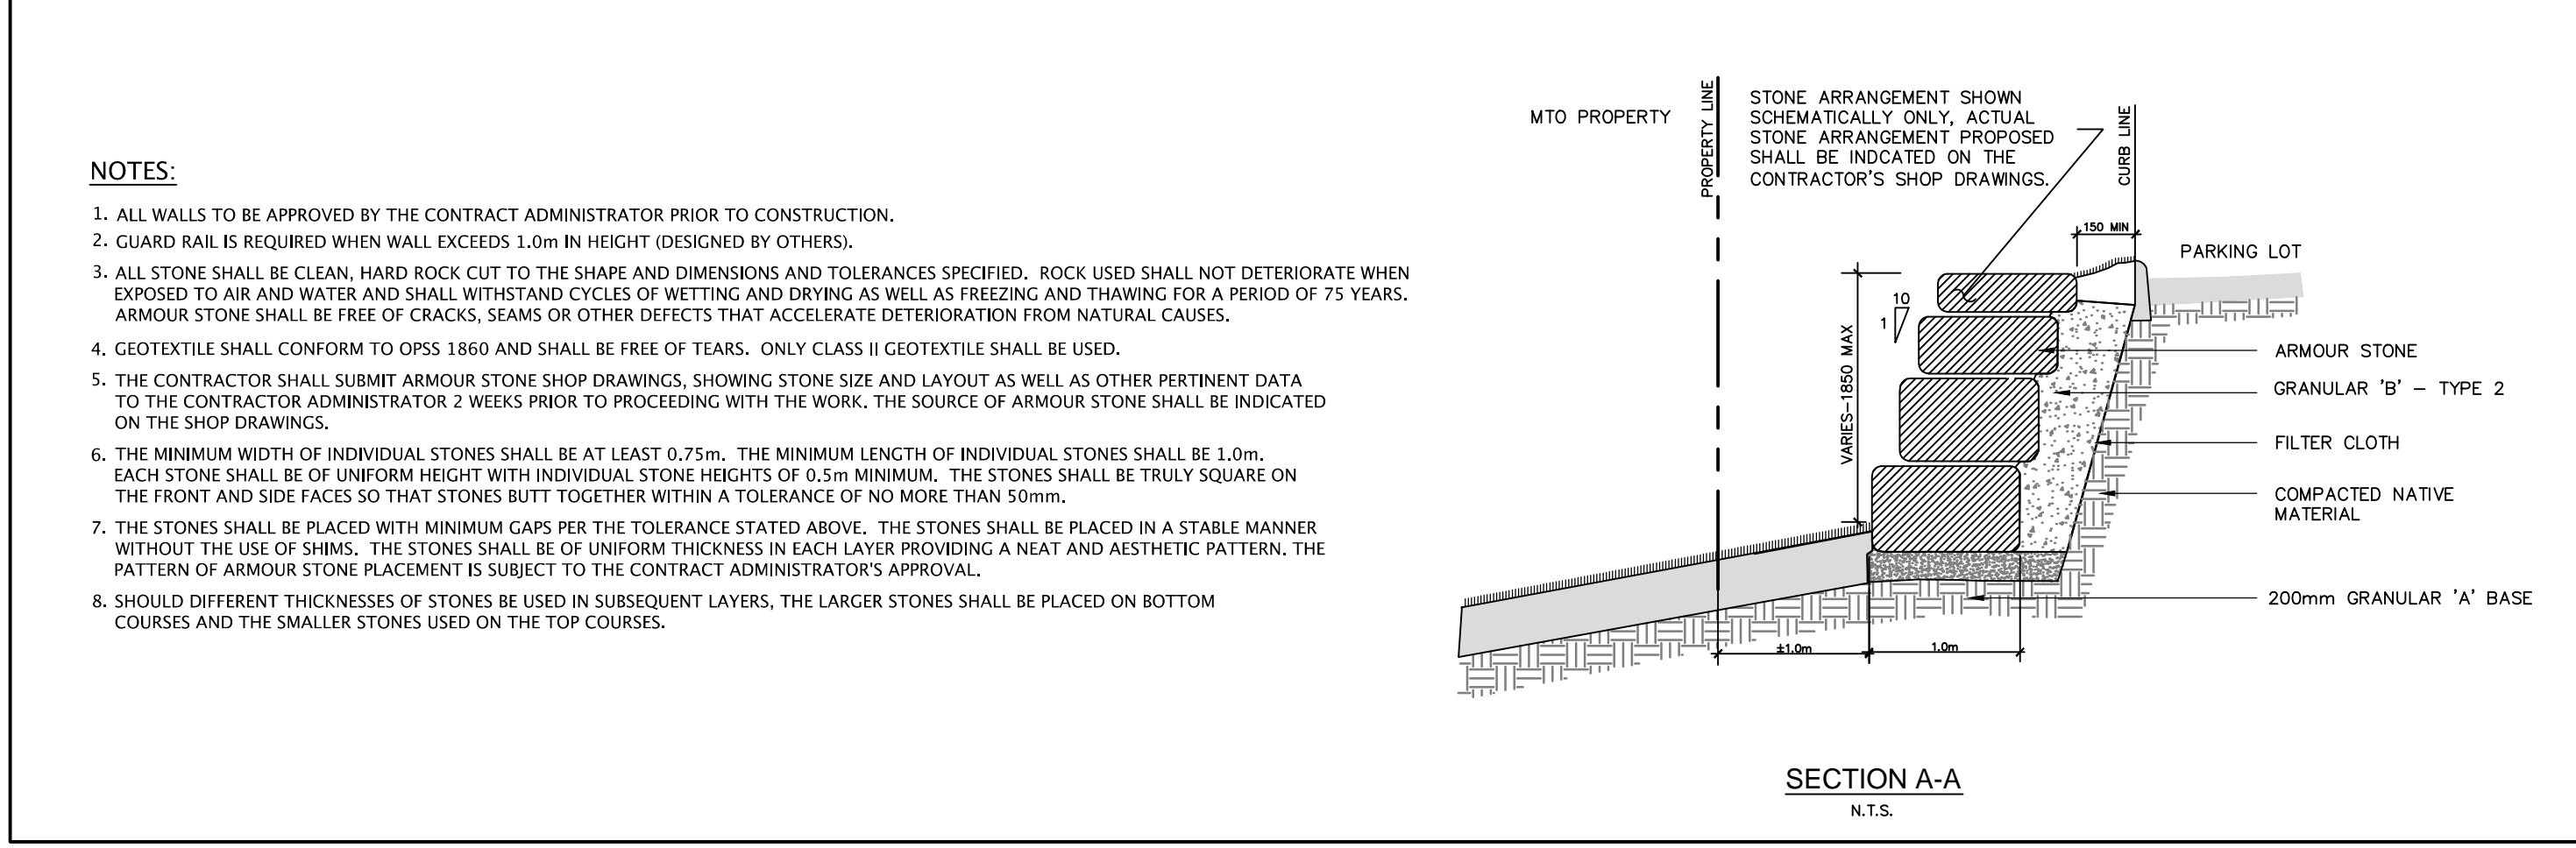 NOTES:
1. ALL WALLS TO BE APPROVED BY THE CONTRACT ADMINISTRATOR PRIOR TO CONSTRUCTION.
2. GUARD RAIL IS REQUIRED WHEN WALL EXCEEDS 1.0m IN HEIGHT (DESIGNED BY OTHERS).
3. ALL STONE SHALL BE CLEAN, HARD ROCK CUT TO THE SHAPE AND DIMENSIONS AND TOLERANCES SPECIFIED. ROCK USED SHALL NOT DETERIORATE WHEN
EXPOSED TO AIR AND WATER AND SHALL WITHSTAND CYCLES OF WETTING AND DRYING AS WELL AS FREEZING AND THAWING FOR A PERIOD OF 75 YEARS.
ARMOUR STONE SHALL BE FREE OF CRACKS, SEAMS OR OTHER DEFECTS THAT ACCELERATE DETERIORATION FROM NATURAL CAUSES.
4. GEOTEXTILE SHALL CONFORM TO OPSS 1860 AND SHALL BE FREE OF TEARS. ONLY CLASS II GEOTEXTILE SHALL BE USED.
5. THE CONTRACTOR SHALL SUBMIT ARMOUR STONE SHOP DRAWINGS, SHOWING STONE SIZE AND LAYOUT AS WELL AS OTHER PERTINENT DATA
TO THE CONTRACTOR ADMINISTRATOR 2 WEEKS PRIOR TO PROCEEDING WITH THE WORK. THE SOURCE OF ARMOUR STONE SHALL BE INDICATED
ON THE SHOP DRAWINGS.
6. THE MINIMUM WIDTH OF INDIVIDUAL STONES SHALL BE AT LEAST 0.75m. THE MINIMUM LENGTH OF INDIVIDUAL STONES SHALL BE 1.0m.
EACH STONE SHALL BE OF UNIFORM HEIGHT WITH INDIVIDUAL STONE HEIGHTS OF 0.5m MINIMUM. THE STONES SHALL BE TRULY SQUARE ON
THE FRONT AND SIDE FACES SO THAT STONES BUTT TOGETHER WITHIN A TOLERANCE OF NO MORE THAN 50mm.
7. THE STONES SHALL BE PLACED WITH MINIMUM GAPS PER THE TOLERANCE STATED ABOVE. THE STONES SHALL BE PLACED IN A STABLE MANNER
WITHOUT THE USE OF SHIMS. THE STONES SHALL BE OF UNIFORM THICKNESS IN EACH LAYER PROVIDING A NEAT AND AESTHETIC PATTERN. THE
PATTERN OF ARMOUR STONE PLACEMENT IS SUBJECT TO THE CONTRACT ADMINISTRATOR'S APPROVAL.
8. SHOULD DIFFERENT THICKNESSES OF STONES BE USED IN SUBSEQUENT LAYERS, THE LARGER STONES SHALL BE PLACED ON BOTTOM
COURSES AND THE SMALLER STONES USED ON THE TOP COURSES.
MTO PROPERTY
PROPERTY LINE
STONE ARRANGEMENT SHOWN
SCHEMATICALLY ONLY, ACTUAL
STONE ARRANGEMENT PROPOSED
SHALL BE INDCATED ON THE
CONTRACTOR'S SHOP DRAWINGS.
CURB LINE
150 MIN
PARKING LOT
VARIES-1850 MAX
10
1
ARMOUR STONE
GRANULAR 'B' - TYPE 2
FILTER CLOTH
COMPACTED NATIVE
MATERIAL
200mm GRANULAR 'A' BASE
±1.0m
1.0m
SECTION A-A
N.T.S.